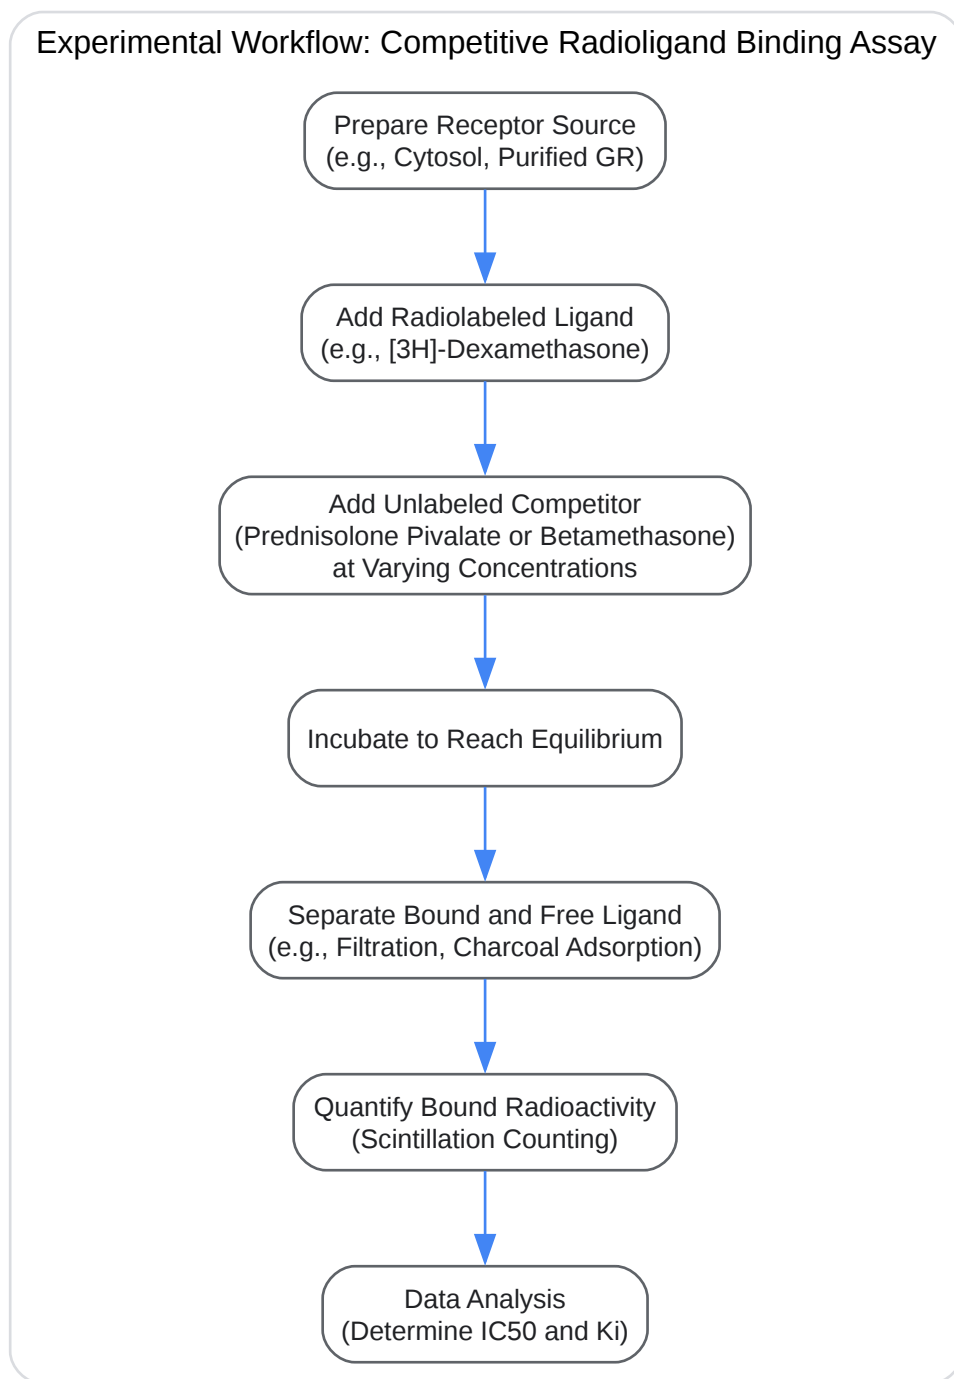 Experimental Workflow: Competitive Radioligand Binding Assay
Prepare Receptor Source
(e.g., Cytosol, Purified GR)
Add Radiolabeled Ligand
(e.g., [3H]-Dexamethasone)
Add Unlabeled Competitor
(Prednisolone Pivalate or Betamethasone)
at Varying Concentrations
Incubate to Reach Equilibrium
Separate Bound and Free Ligand
(e.g., Filtration, Charcoal Adsorption)
Quantify Bound Radioactivity
(Scintillation Counting)
Data Analysis
(Determine IC50 and Ki)